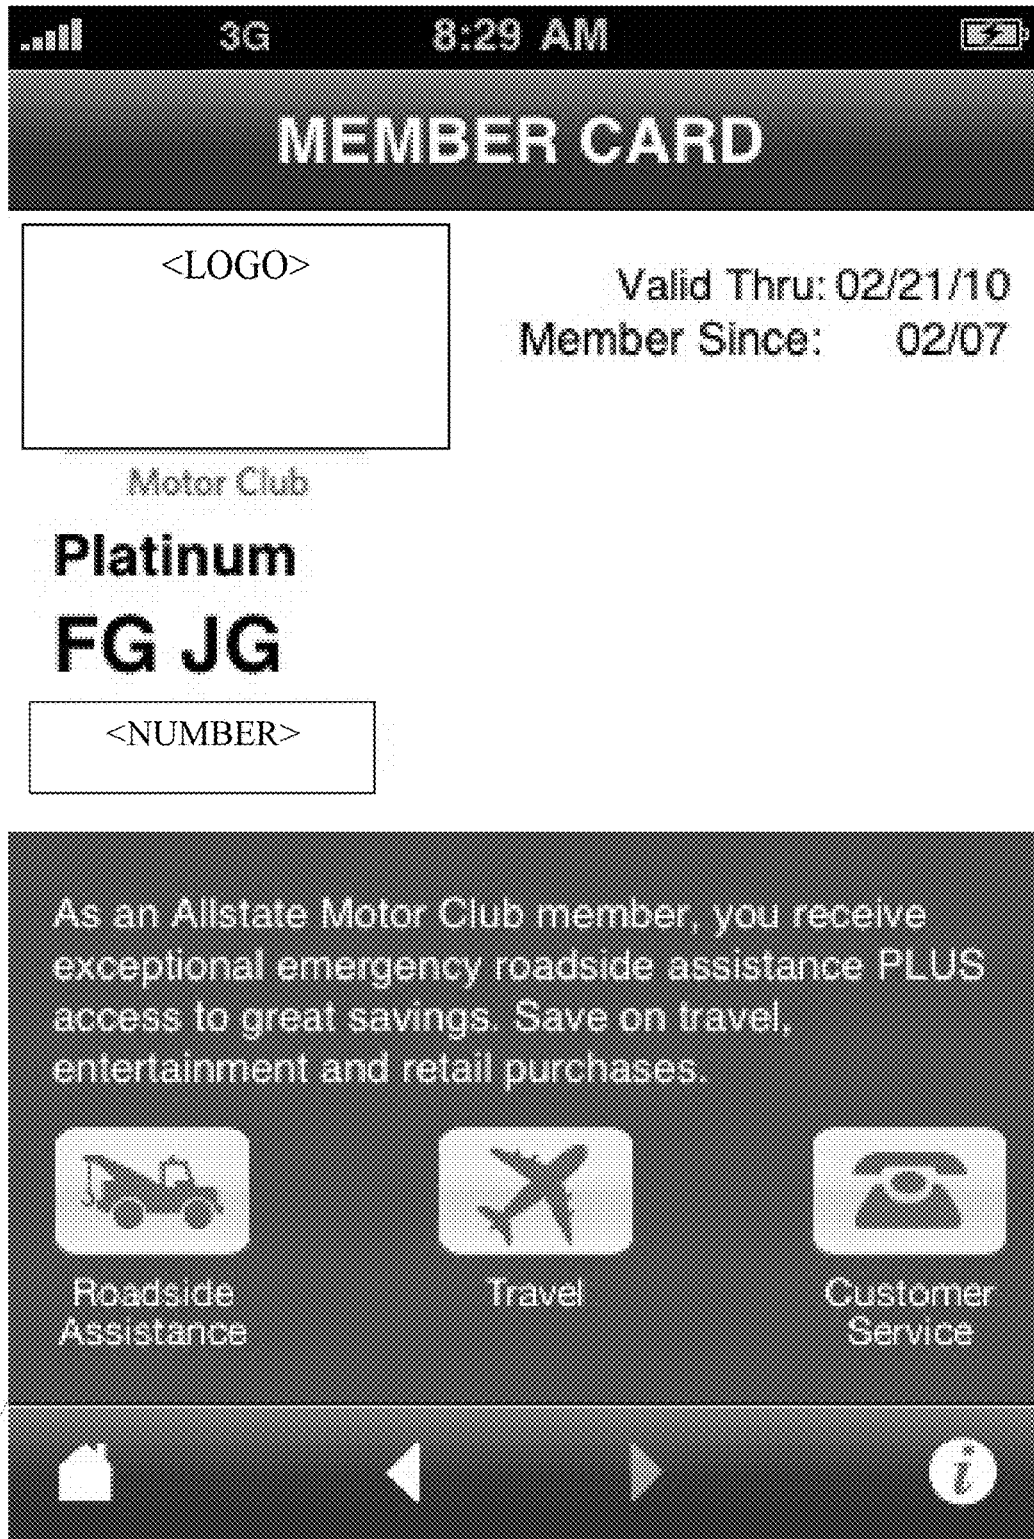 3G 8:29 AM
MEMBER CARD
<LOGO>
Valid Thru: 02/21/10
Member Since: 02/07
Motor Club
Platinum
FG JG
<NUMBER>
As an Allstate Motor Club member, you receive
exceptional emergency roadside assistance PLUS
access to great savings. Save on travel,
entertainment and retail purchases.
Roadside
Assistance
Travel
Customer
Service
i